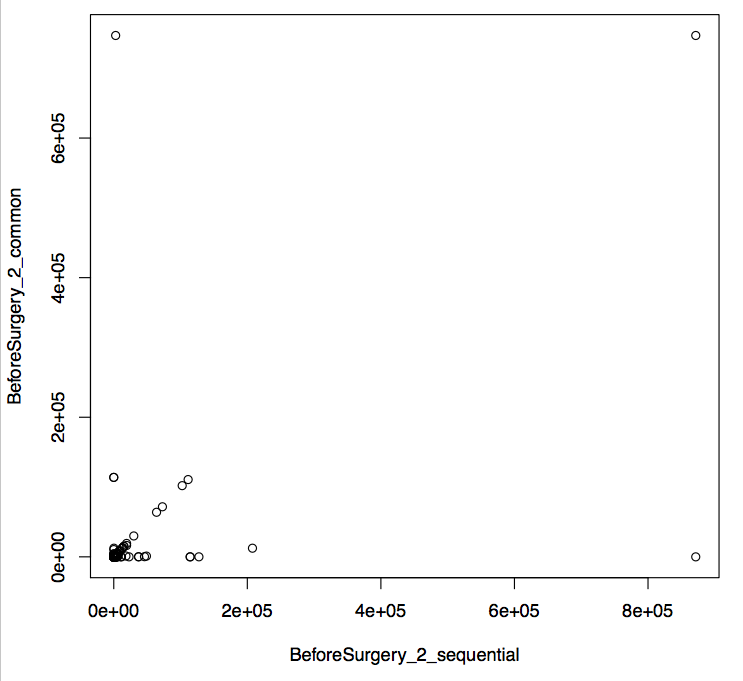 BeforeSurgery_2_common
6e+05
4e+05
2e+05
0e+00
0e+00 2e+05 4e+05 6e+05 8e+05
BeforeSurgery_2_sequential